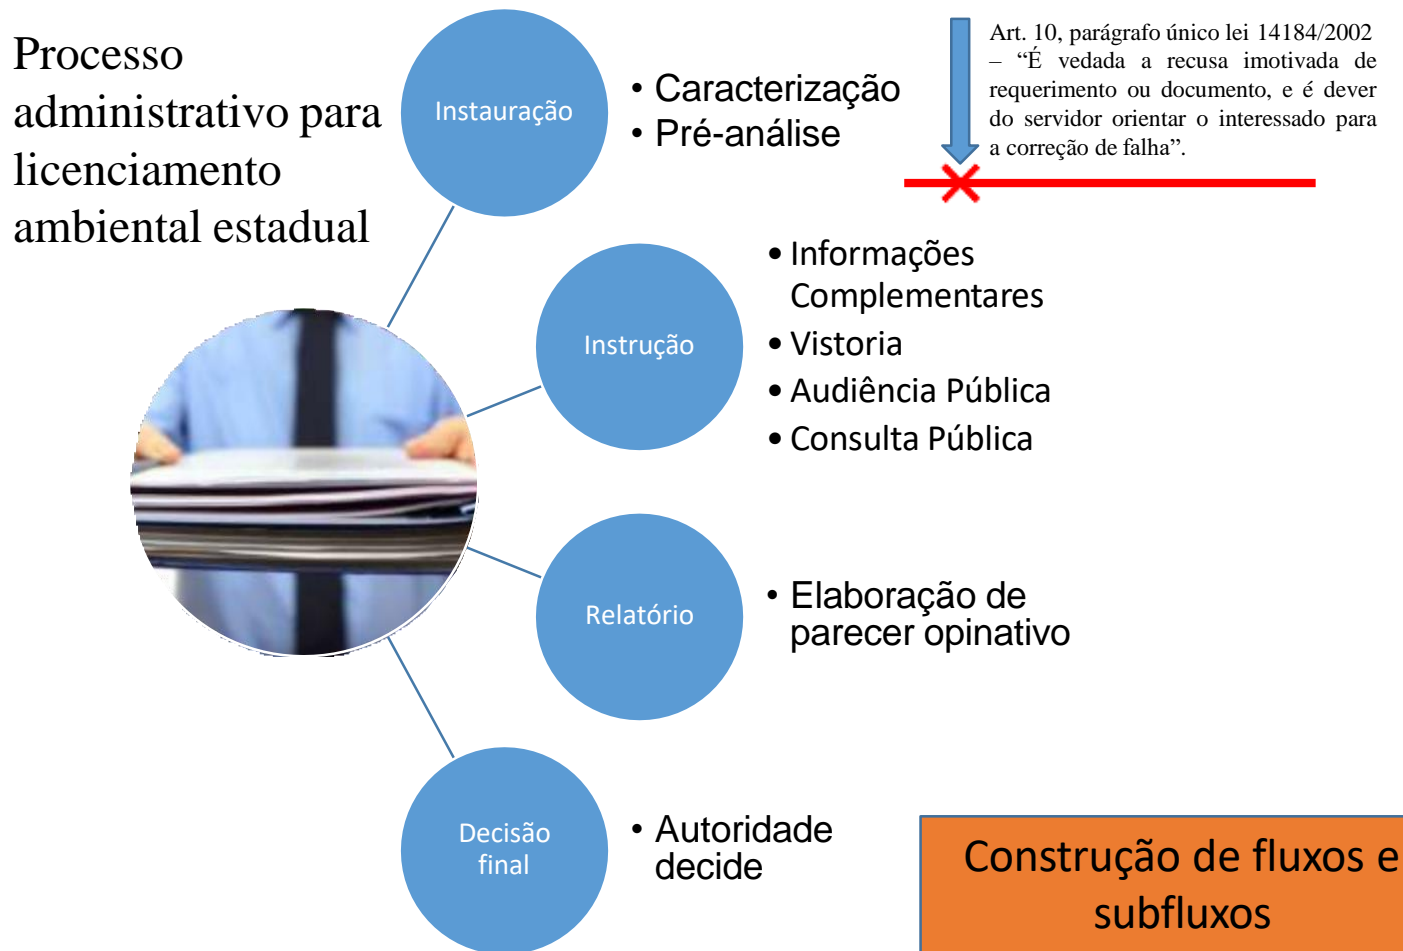 Processo
administrativo para
licenciamento
ambiental estadual
Instauração
• Caracterização
• Pré-análise
Art. 10, parágrafo único lei 14184/2002
– “É vedada a recusa imotivada de
requerimento ou documento, e é dever
do servidor orientar o interessado para
a correção de falha”.
Instrução
• Informações
Complementares
• Vistoria
• Audiência Pública
• Consulta Pública
Relatório
• Elaboração de
parecer opinativo
Decisão
final
• Autoridade
decide
Construção de fluxos e
subfluxos